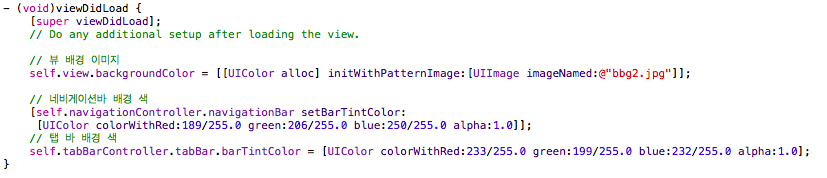 - (void)viewDidLoad {
    [super viewDidLoad];
    // Do any additional setup after loading the view.

    // 뷰 배경 이미지
    self.view.backgroundColor = [[UIColor alloc] initWithPatternImage:[UIImage imageNamed:@"bbg2.jpg"]];

    // 네비게이션바 배경 색
    [self.navigationController.navigationBar setBarTintColor:
     [UIColor colorWithRed:189/255.0 green:206/255.0 blue:250/255.0 alpha:1.0]];
    // 탭 바 배경 색
    self.tabBarController.tabBar.barTintColor = [UIColor colorWithRed:233/255.0 green:199/255.0 blue:232/255.0 alpha:1.0];
}